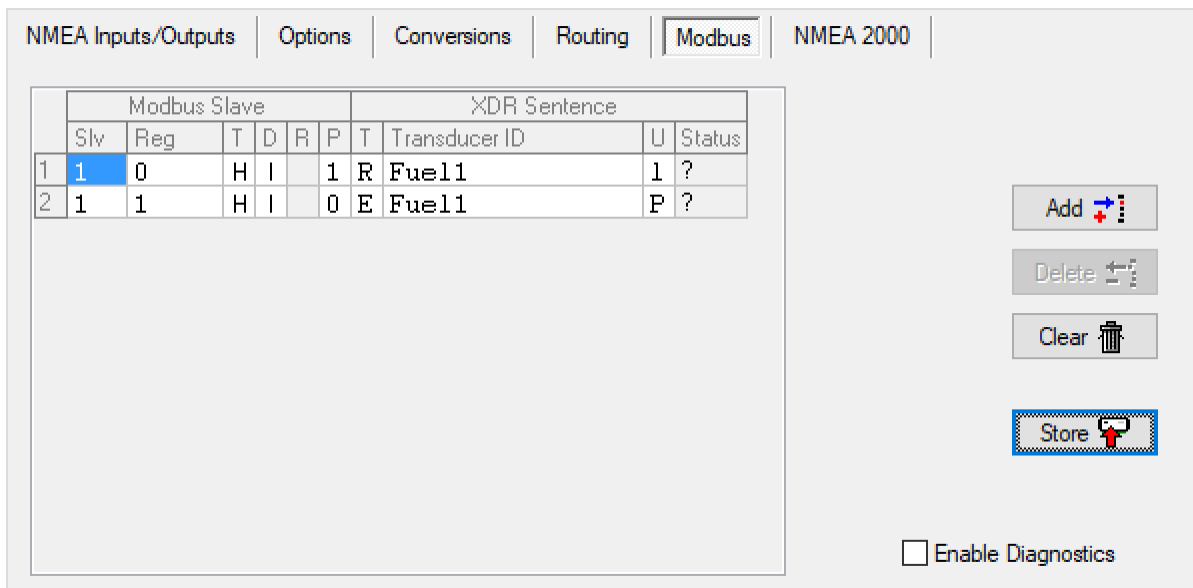 NMEA Inputs/Outputs Options Conversions Routing Modbus NMEA 2000
Modbus Slave XDR Sentence
Slv Reg T D R P T Transducer ID U Status
1 1 0 H I 1 R Fuel1 l ?
2 1 1 H I 0 E Fuel1 P ?
Add
Delete
Clear
Store
Enable Diagnostics